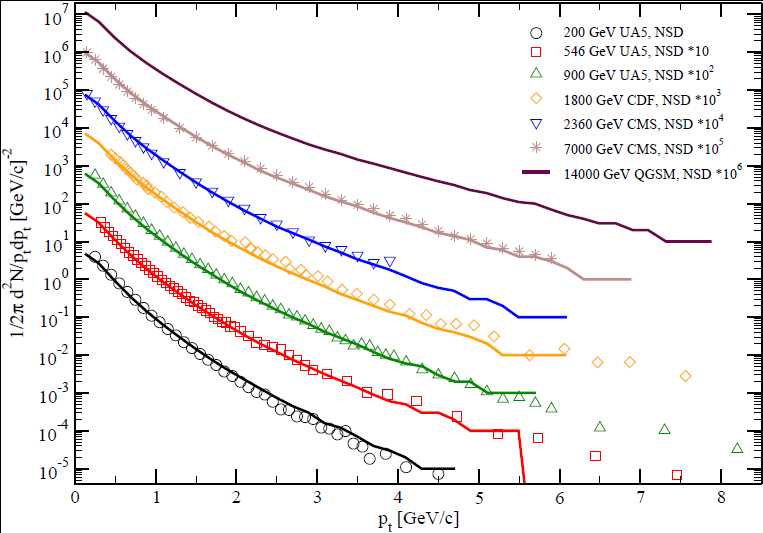 10^7
10^6
10^5
10^4
10^3
10^2
10^1
10^0
10^-1
10^-2
10^-3
10^-4
10^-5
1/2π d^2N/p_t dp_t [GeV/c]^-2
200 GeV UA5, NSD
546 GeV UA5, NSD *10
900 GeV UA5, NSD *10^2
1800 GeV CDF, NSD *10^3
2360 GeV CMS, NSD *10^4
7000 GeV CMS, NSD *10^5
14000 GeV QGSM, NSD *10^6
0 1 2 3 4 5 6 7 8
p_t [GeV/c]